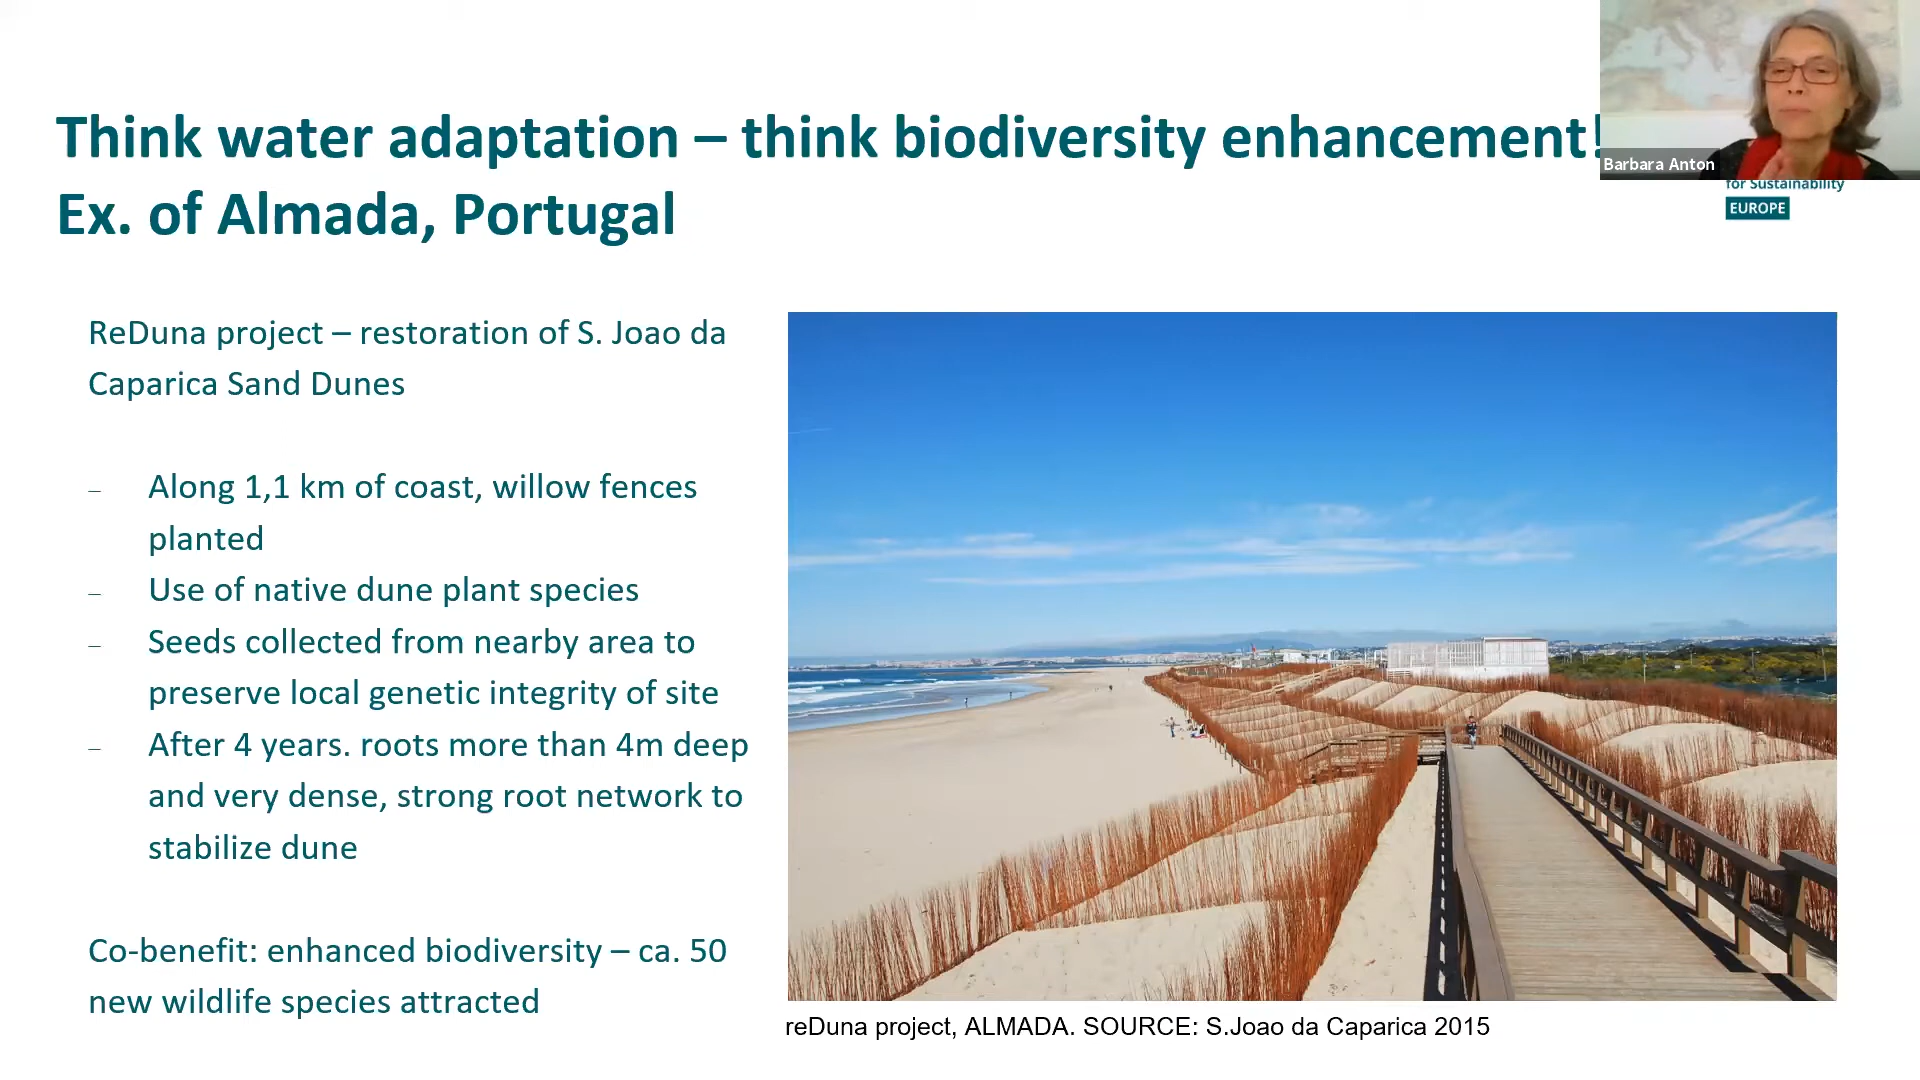 Think water adaptation – think biodiversity enhancement!
Ex. of Almada, Portugal
Barbara Anton
for Sustainability
EUROPE
ReDuna project – restoration of S. Joao da
Caparica Sand Dunes
– Along 1,1 km of coast, willow fences
planted
– Use of native dune plant species
– Seeds collected from nearby area to
preserve local genetic integrity of site
– After 4 years. roots more than 4m deep
and very dense, strong root network to
stabilize dune
Co-benefit: enhanced biodiversity – ca. 50
new wildlife species attracted
reDuna project, ALMADA. SOURCE: S.Joao da Caparica 2015